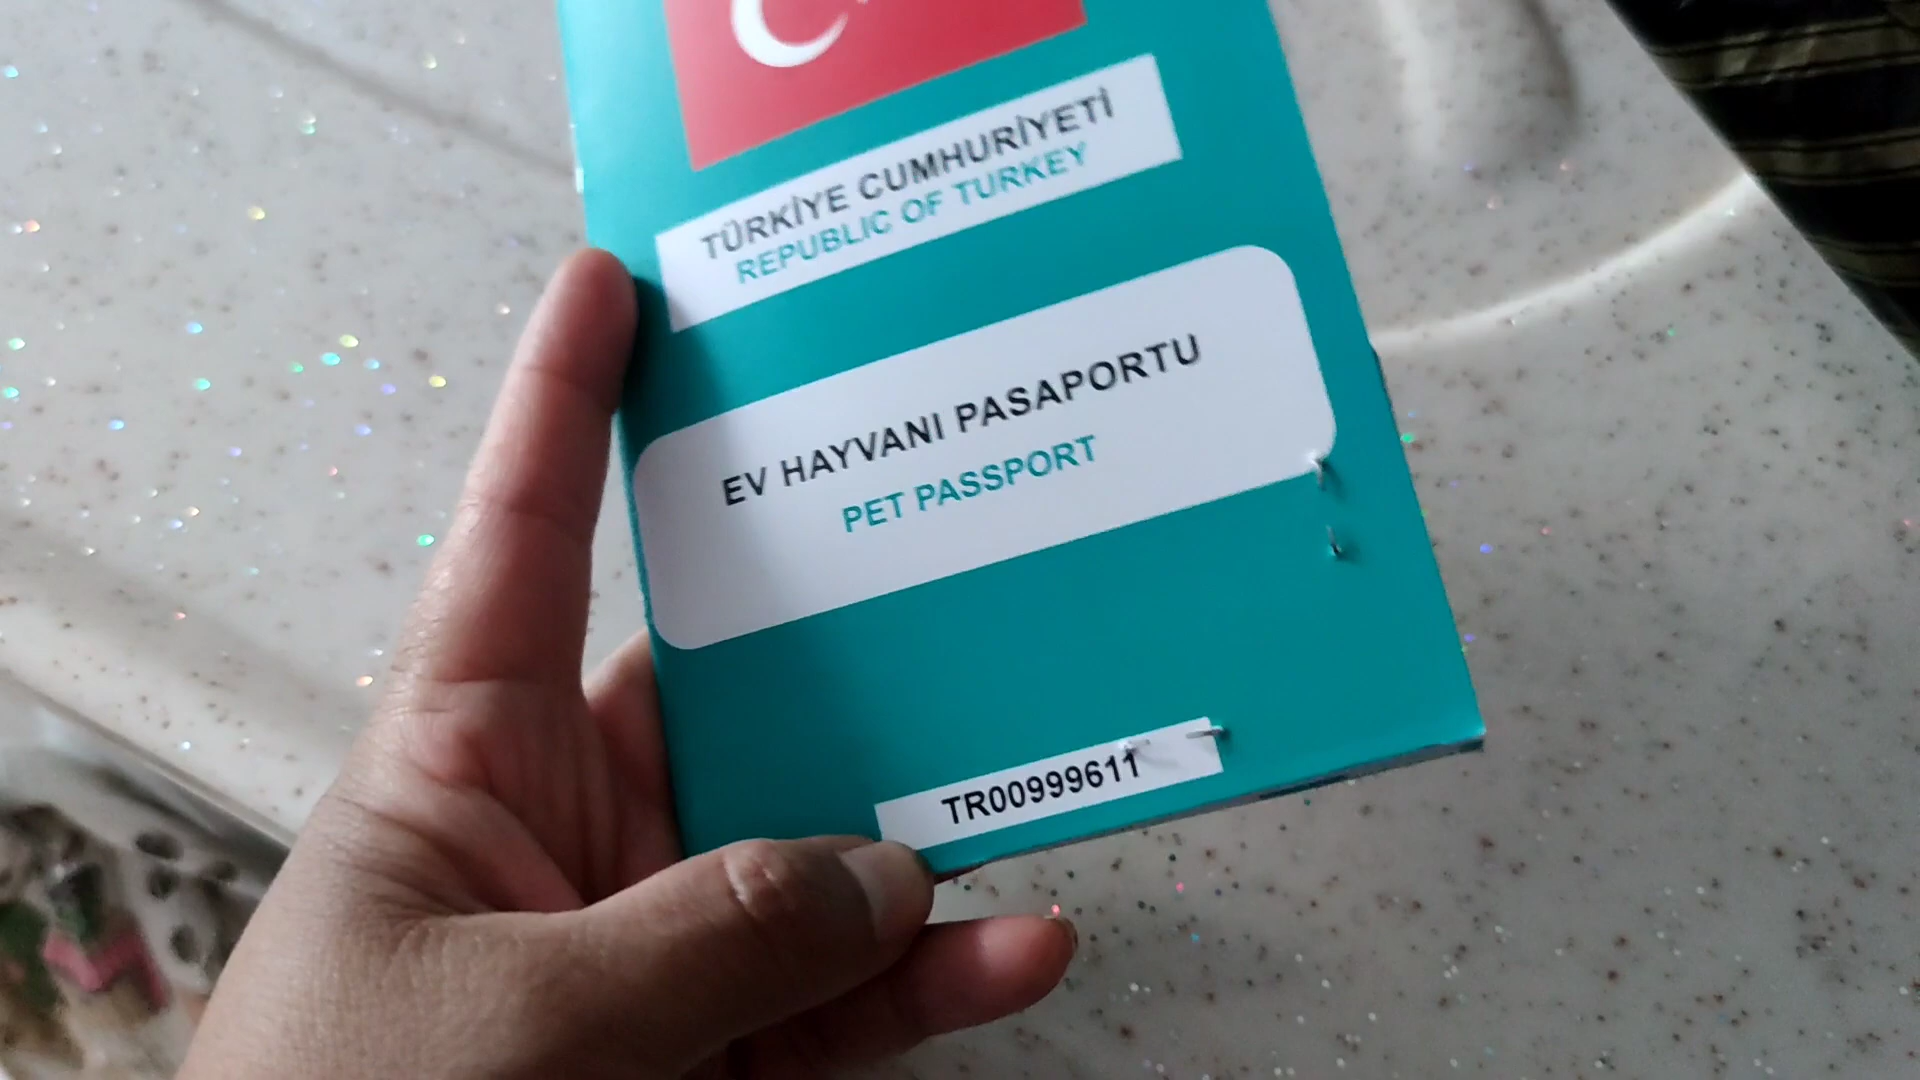 TÜRKİYE CUMHURİYETİ
REPUBLIC OF TURKEY
EV HAYVANI PASAPORTU
PET PASSPORT
TR00999611